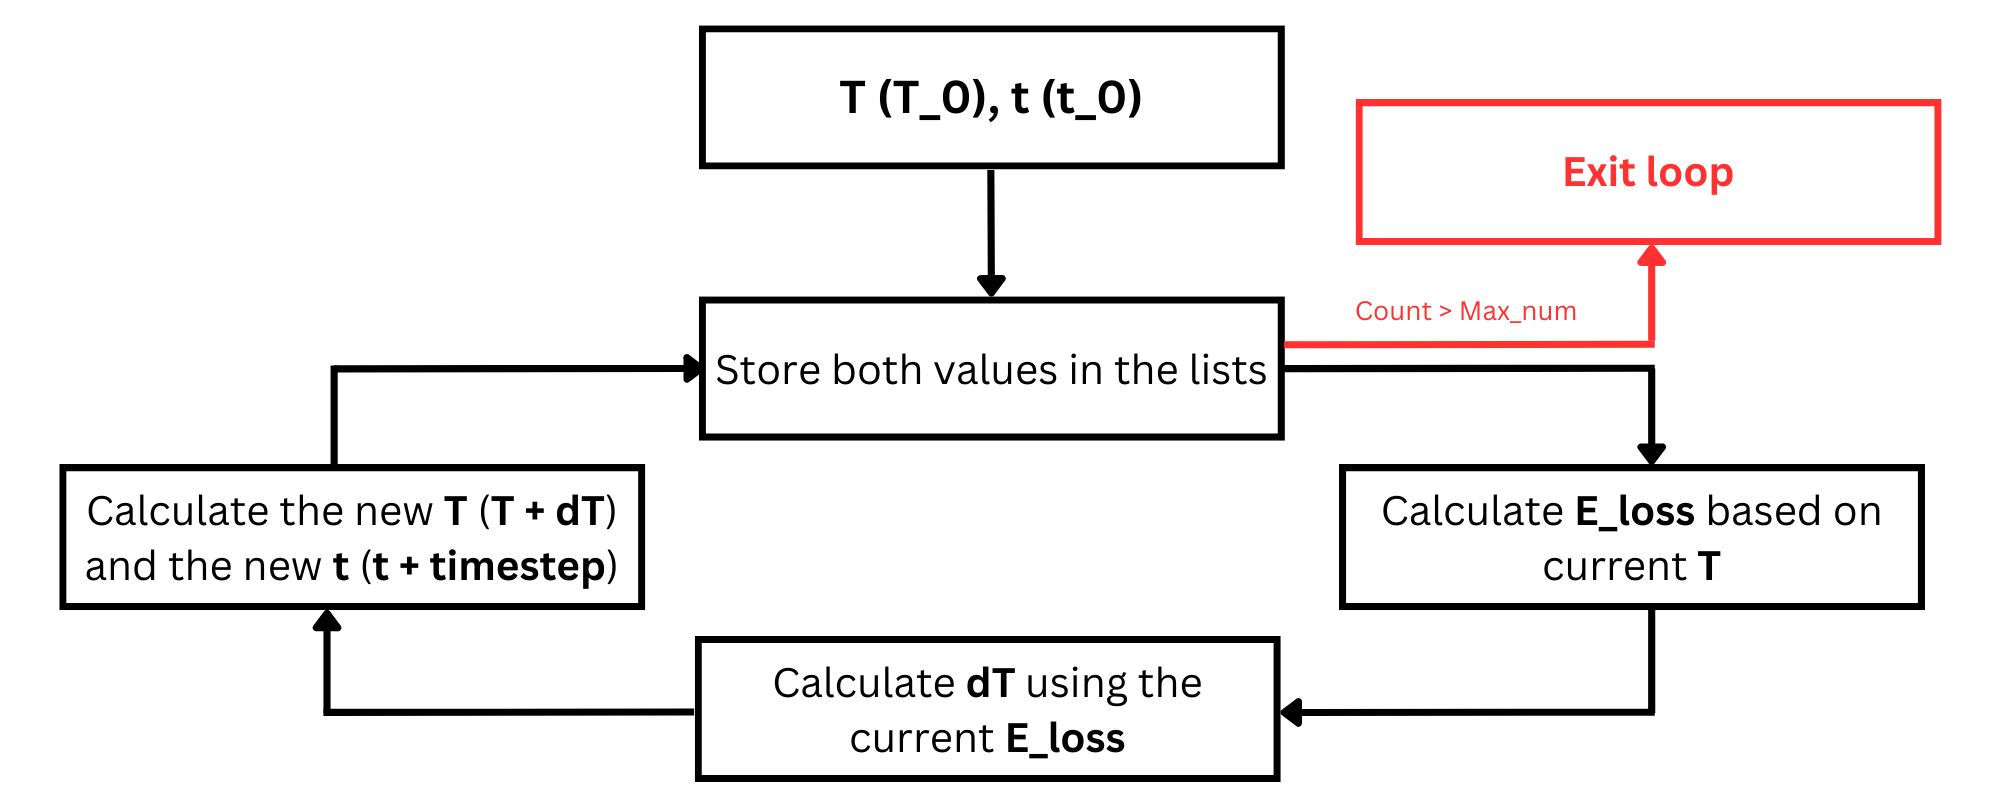 T (T_0), t (t_0)
Exit loop
Count > Max_num
Store both values in the lists
Calculate the new T (T + dT)
and the new t (t + timestep)
Calculate E_loss based on
current T
Calculate dT using the
current E_loss